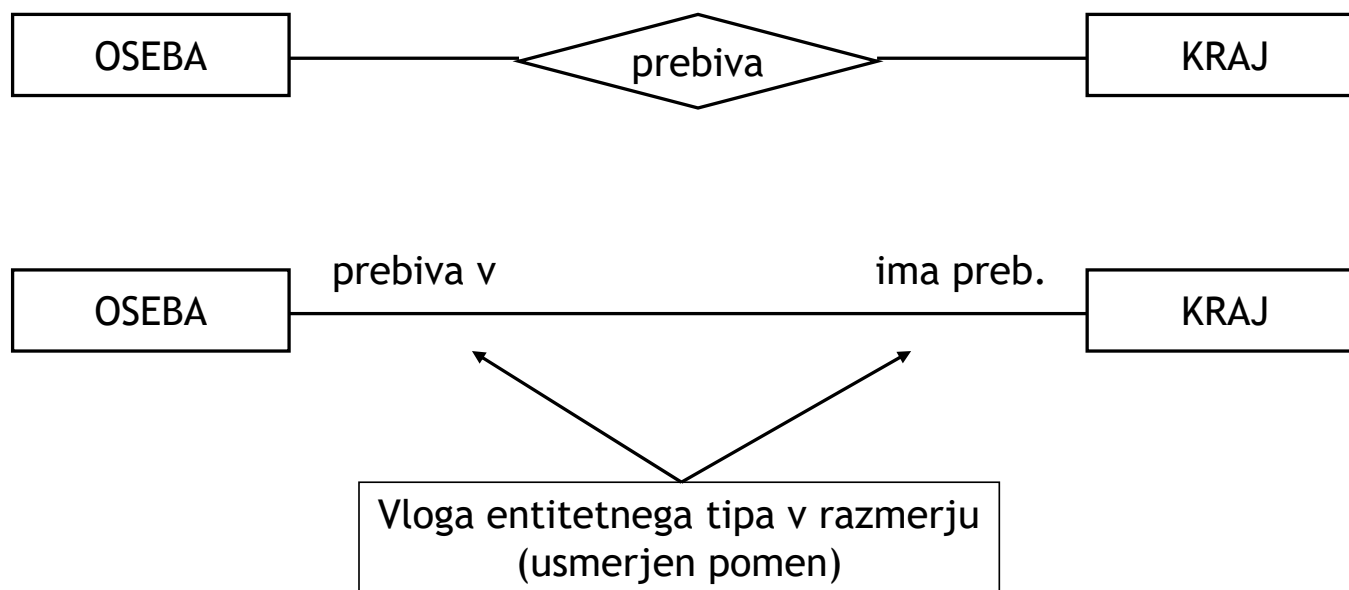 OSEBA prebiva KRAJ
prebiva v ima preb.
OSEBA KRAJ
Vloga entitetnega tipa v razmerju
(usmerjen pomen)